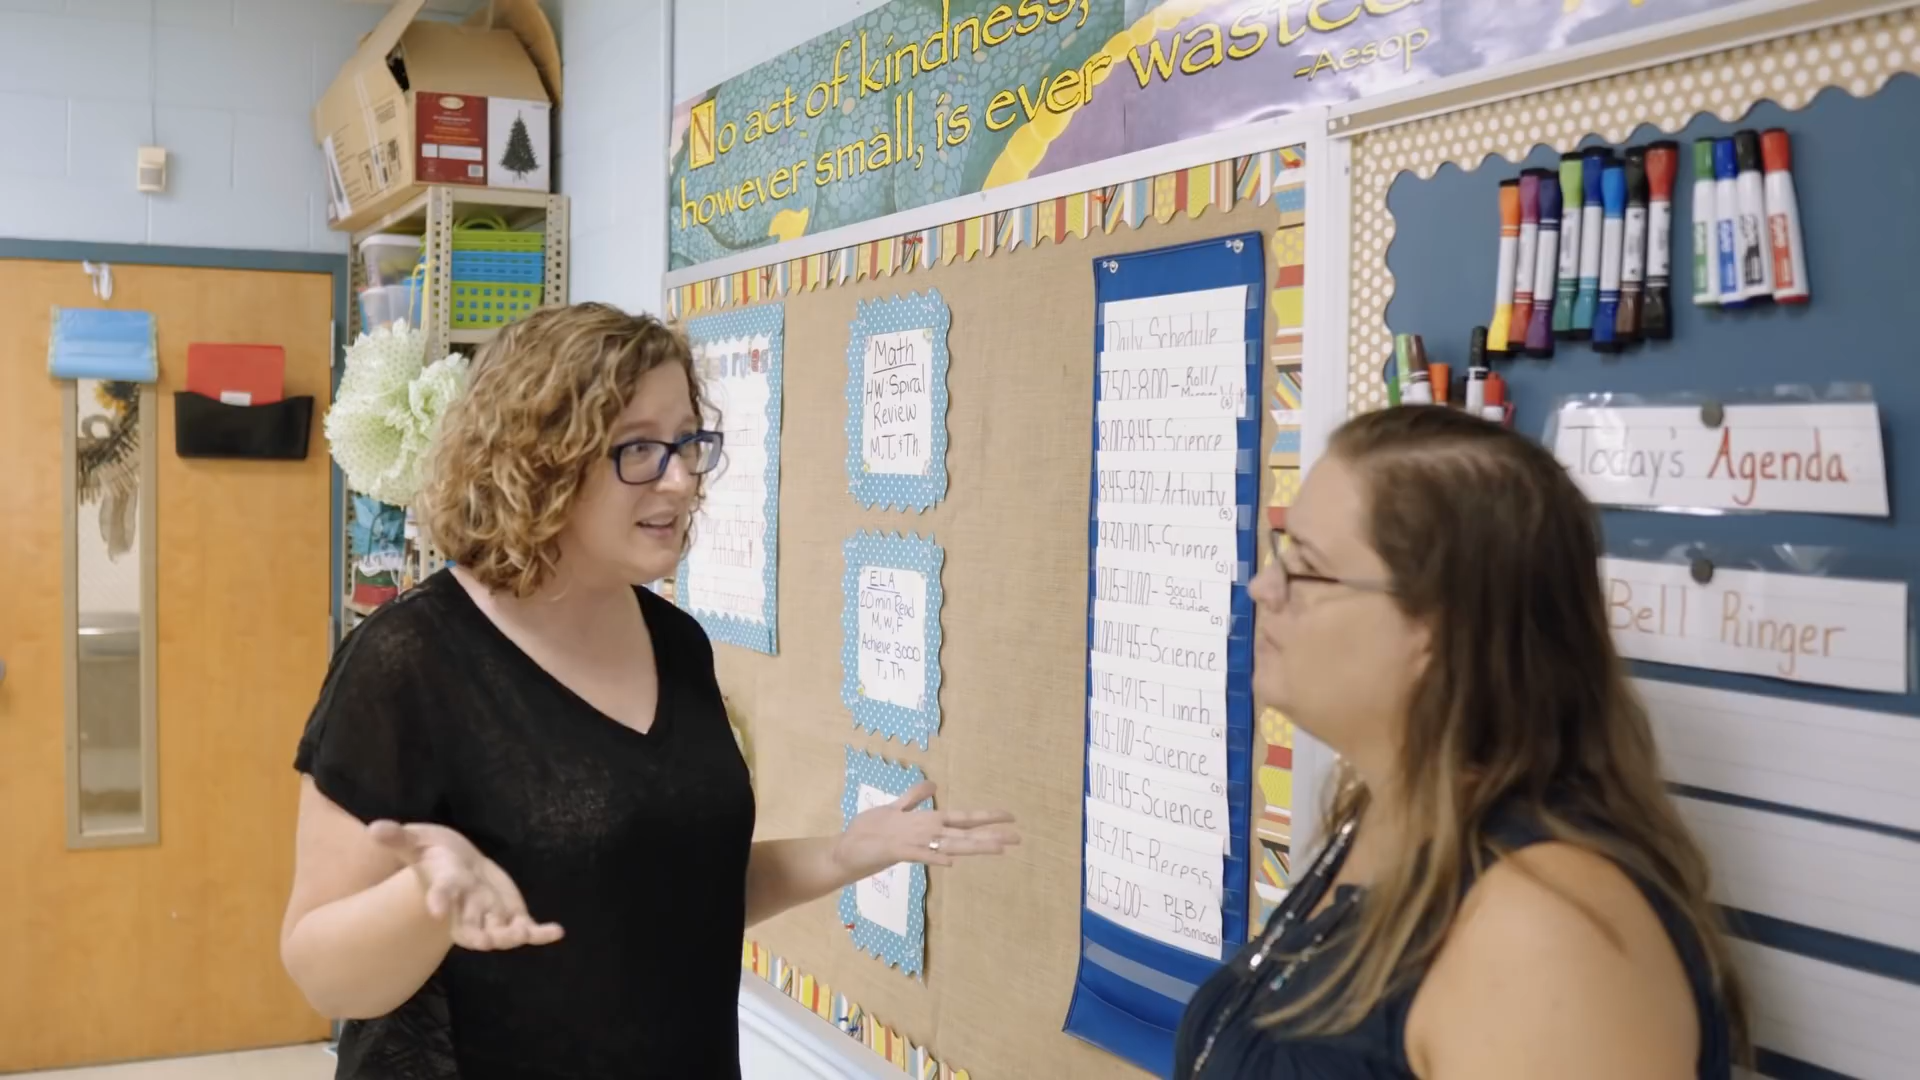 No act of kindness,
however small, is ever wasted
-Aesop
rules
Attitude!
Math
HW: Spiral
Review
M, T, & Th
ELA
20 min Read
M, W, F
Achieve 3000
T, Th
Tests
Daily Schedule
7:50-8:00- Roll/
8:00-8:45-Science
8:45-9:30-Activity
9:30-10:15-Science
10:15-11:00- Social
Studies
11:00-11:45-Science
11:45-12:15-Lunch
12:15-1:00-Science
1:00-1:45-Science
1:45-2:15-Recess
2:15-3:00- PLB/
Dismissal
Today's Agenda
Bell Ringer
EXPO